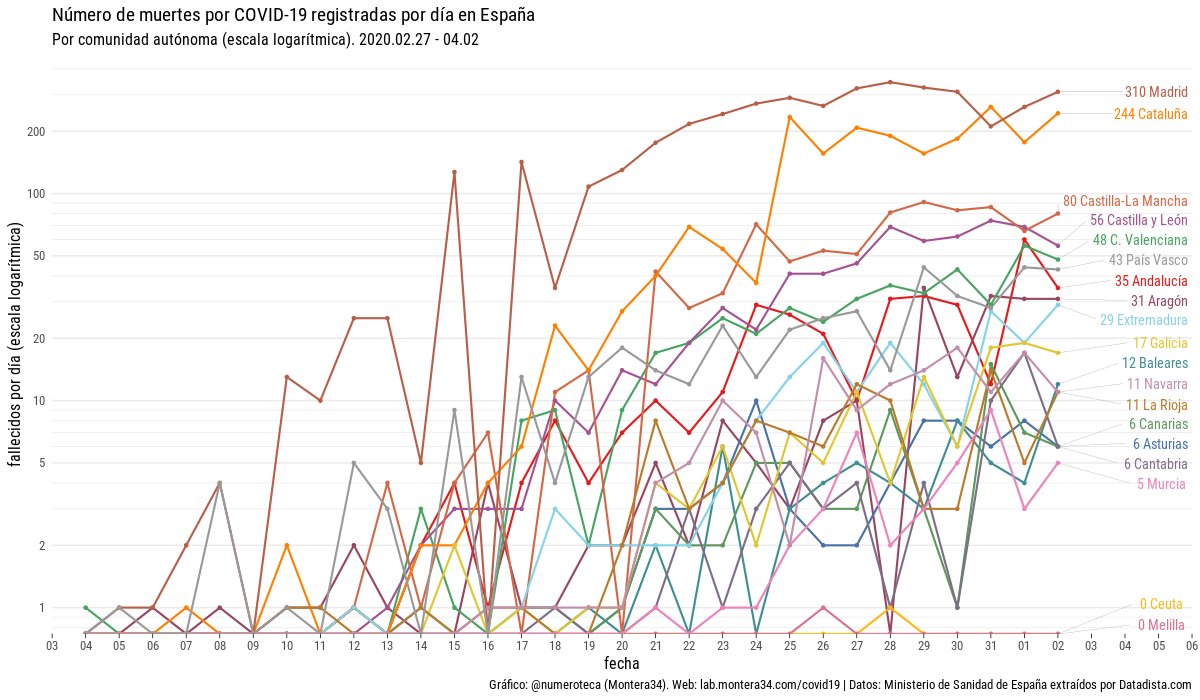 Número de muertes por COVID-19 registradas por día en España
Por comunidad autónoma (escala logarítmica). 2020.02.27 - 04.02
fallecidos por día (escala logarítmica)
200
100
50
20
10
5
2
1
310 Madrid
244 Cataluña
80 Castilla-La Mancha
56 Castilla y León
48 C. Valenciana
43 País Vasco
35 Andalucía
31 Aragón
29 Extremadura
17 Galicia
12 Baleares
11 Navarra
11 La Rioja
6 Canarias
6 Asturias
6 Cantabria
5 Murcia
0 Ceuta
0 Melilla
03 04 05 06 07 08 09 10 11 12 13 14 15 16 17 18 19 20 21 22 23 24 25 26 27 28 29 30 31 01 02 03 04 05 06
fecha
Gráfico: @numeroteca (Montera34). Web: lab.montera34.com/covid19 | Datos: Ministerio de Sanidad de España extraídos por Datadista.com